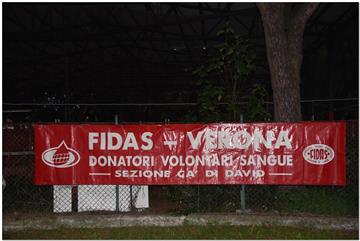 FIDAS - VERONA
DONATORI VOLONTARI SANGUE
SEZIONE CA' DI DAVID
FIDAS